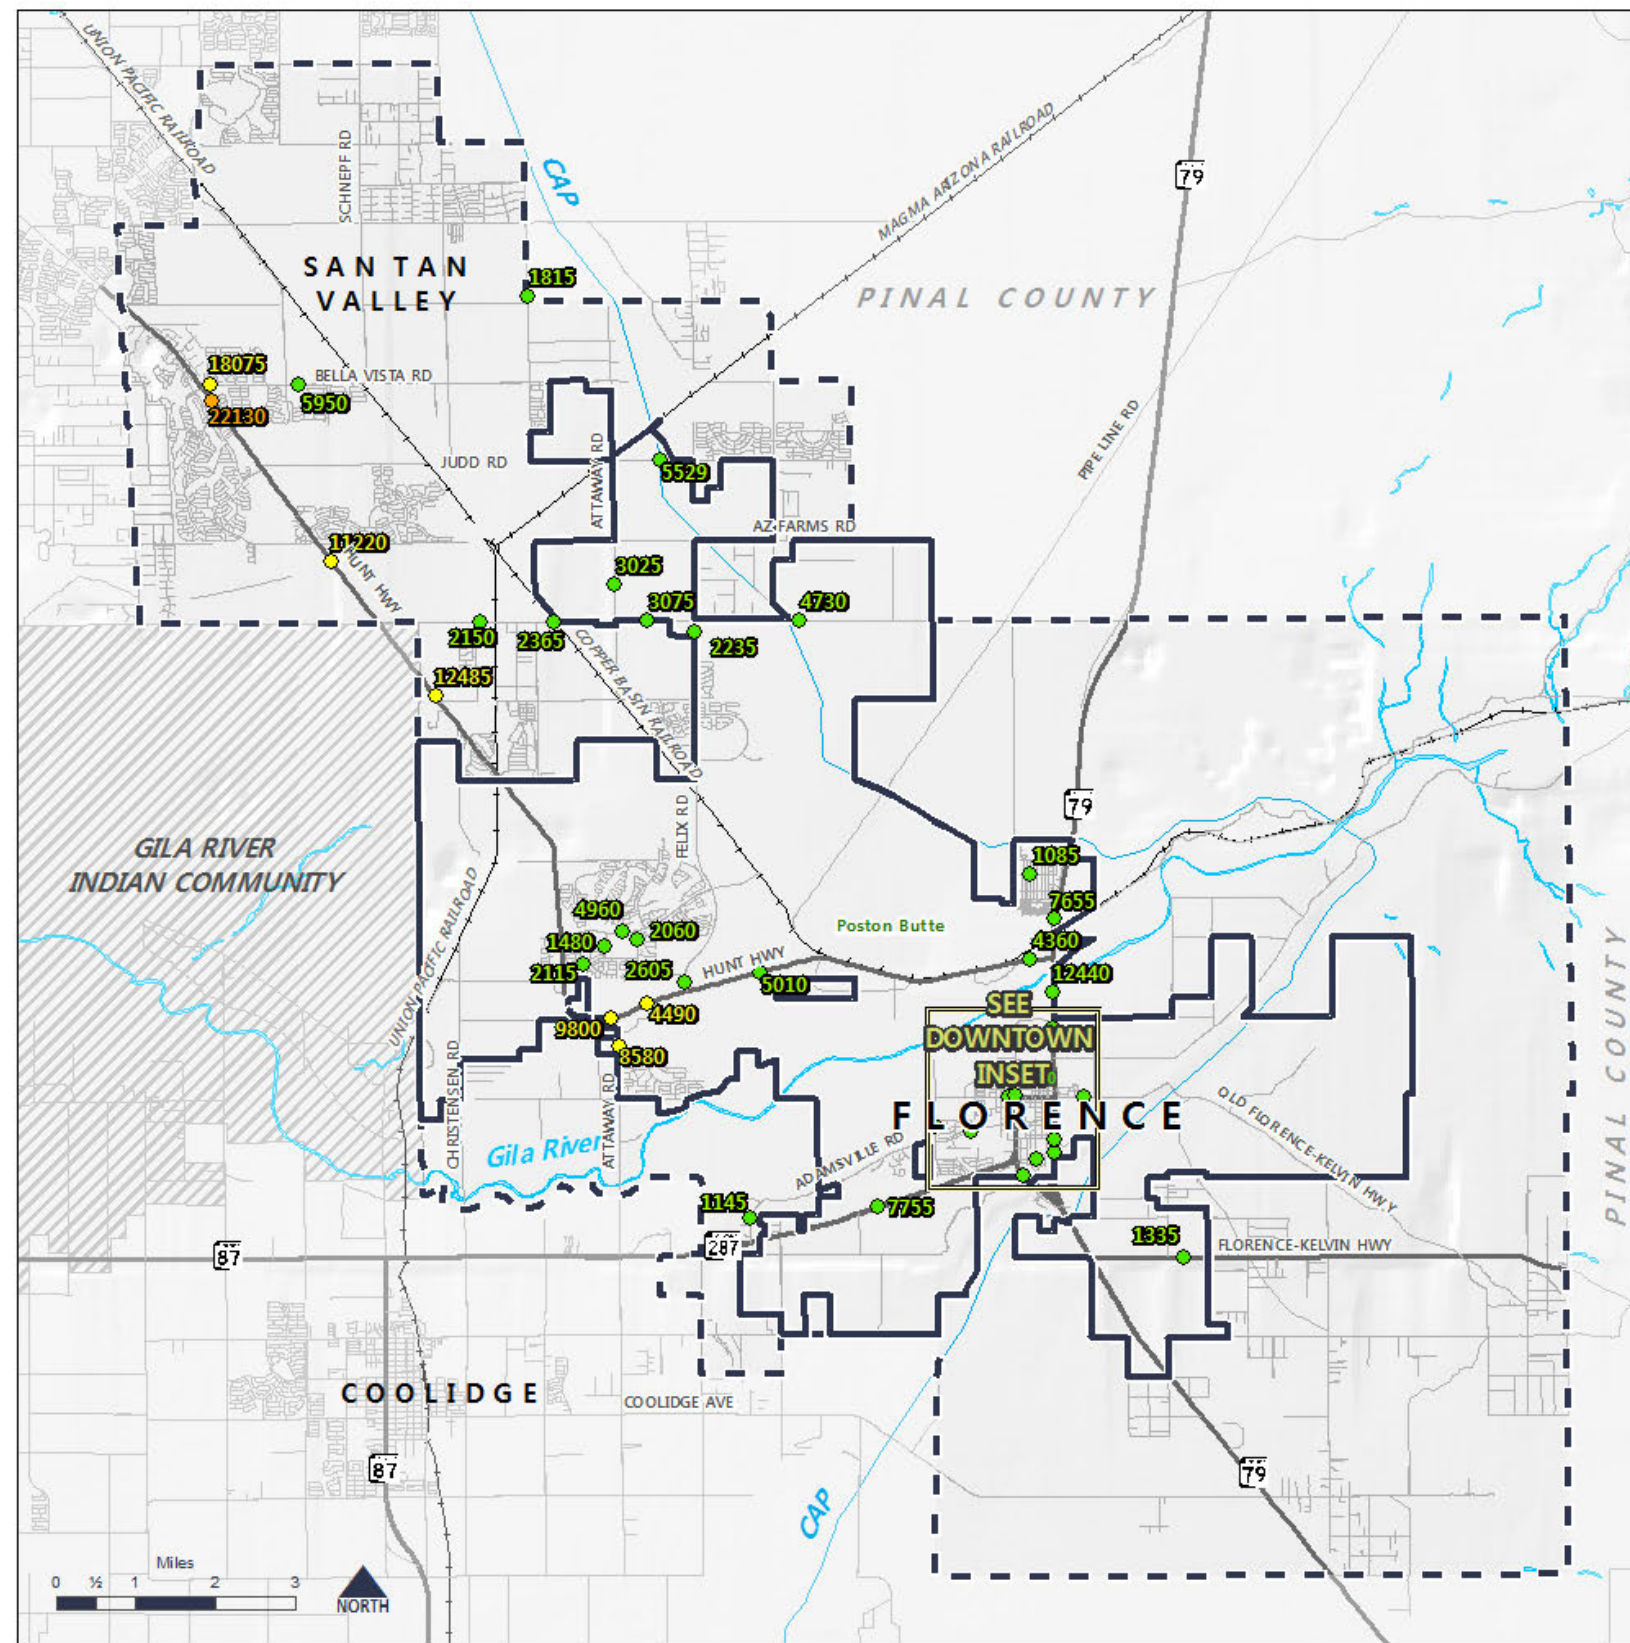 UNION PACIFIC RAILROAD
SCHNEPF RD
CAP
MAGMA ARIZONA RAILROAD
79
SAN TAN
VALLEY
1815
PINAL COUNTY
18075
BELLA VISTA RD
5950
22130
PIPE LINE RD
JUDD RD
ATTAWAY RD
5529
AZ FARMS RD
11220
HUNT HWY
3025
3075
4730
2150
2365
2235
COPPER BASIN RAILROAD
12485
79
FELIX RD
GILA RIVER
INDIAN COMMUNITY
1085
UNION PACIFIC RAILROAD
7655
4960
2060
Poston Butte
1480
4360
2115
2605
HUNT HWY
5010
12440
PINAL COUNTY
SEE
DOWNTOWN
INSET
4490
9800
8580
CHRISTENSEN RD
ATTAWAY RD
FLORENCE
OLD FLORENCE-KELVIN HWY
Gila River
ADAMSVILLE RD
1145
7755
287
87
1335
FLORENCE-KELVIN HWY
COOLIDGE
COOLIDGE AVE
87
79
CAP
Miles
0 ½ 1 2 3
NORTH